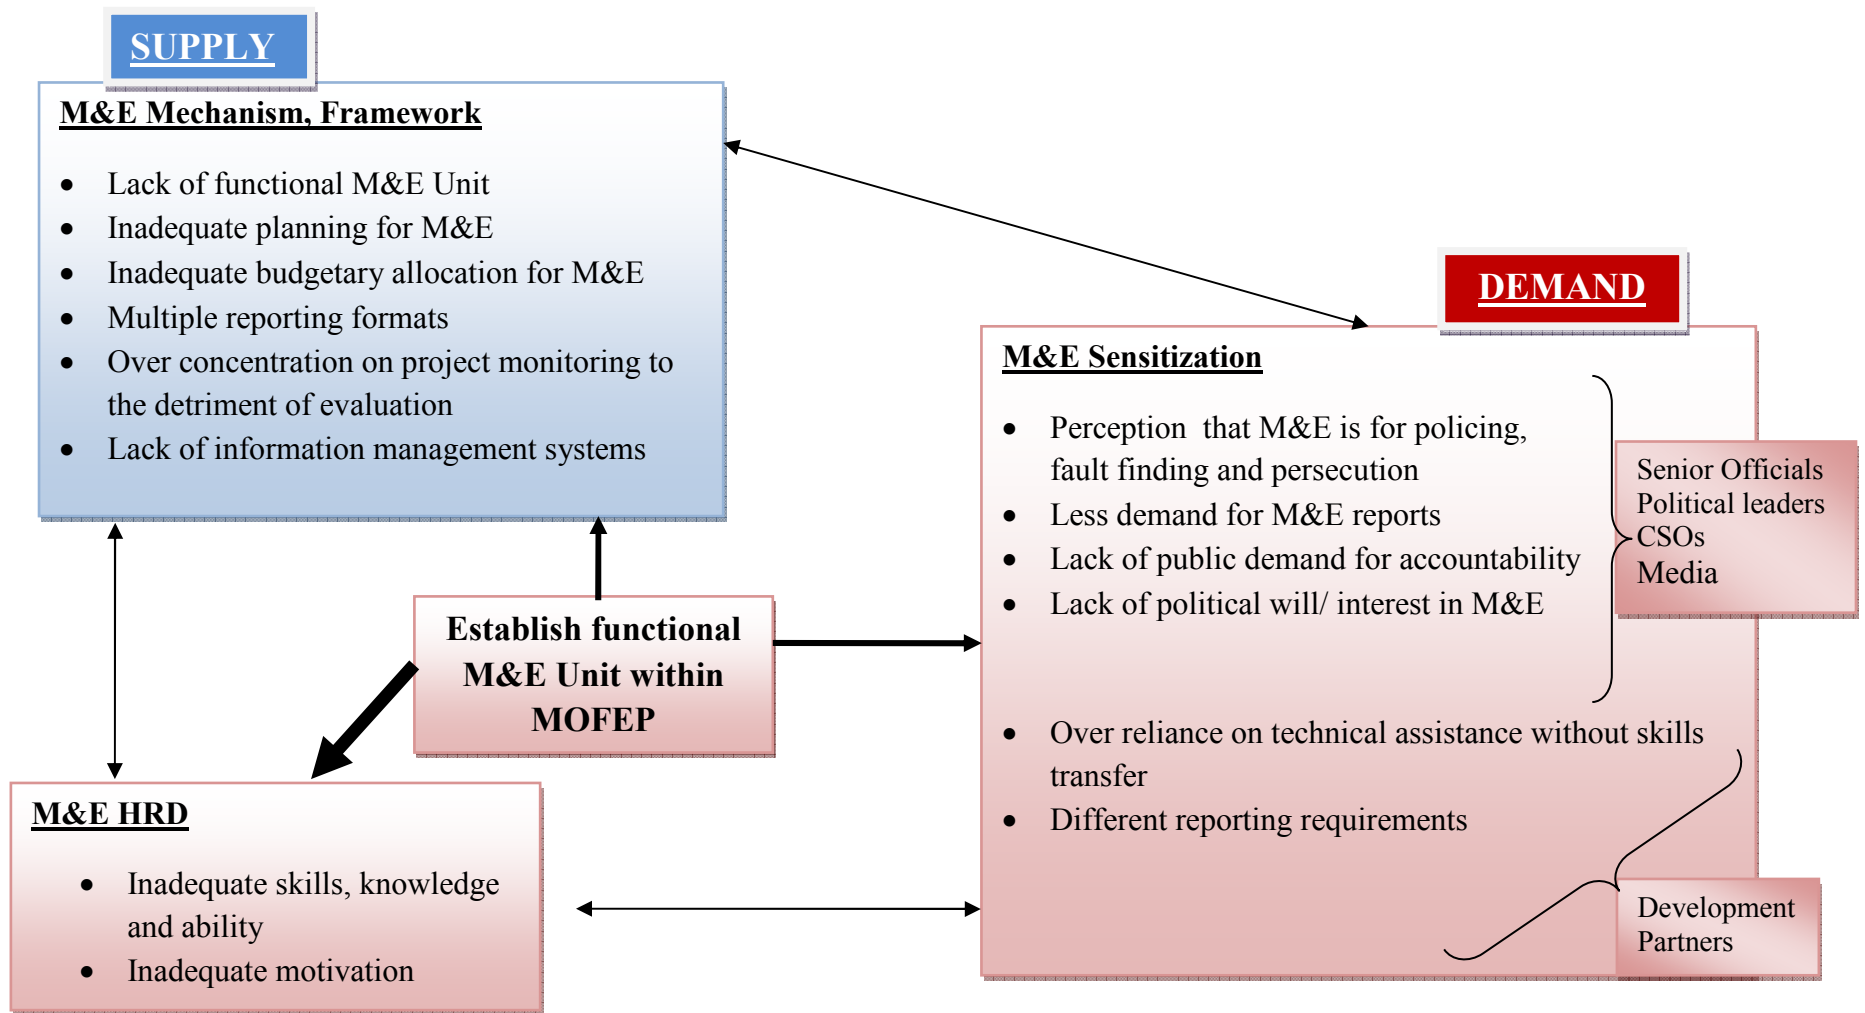 SUPPLY
M&E Mechanism, Framework
• Lack of functional M&E Unit
• Inadequate planning for M&E
• Inadequate budgetary allocation for M&E
• Multiple reporting formats
• Over concentration on project monitoring to
the detriment of evaluation
• Lack of information management systems
DEMAND
M&E Sensitization
• Perception that M&E is for policing,
fault finding and persecution
• Less demand for M&E reports
• Lack of public demand for accountability
• Lack of political will/ interest in M&E
Senior Officials
Political leaders
CSOs
Media
• Over reliance on technical assistance without skills
transfer
• Different reporting requirements
Development
Partners
Establish functional
M&E Unit within
MOFEP
M&E HRD
• Inadequate skills, knowledge
and ability
• Inadequate motivation